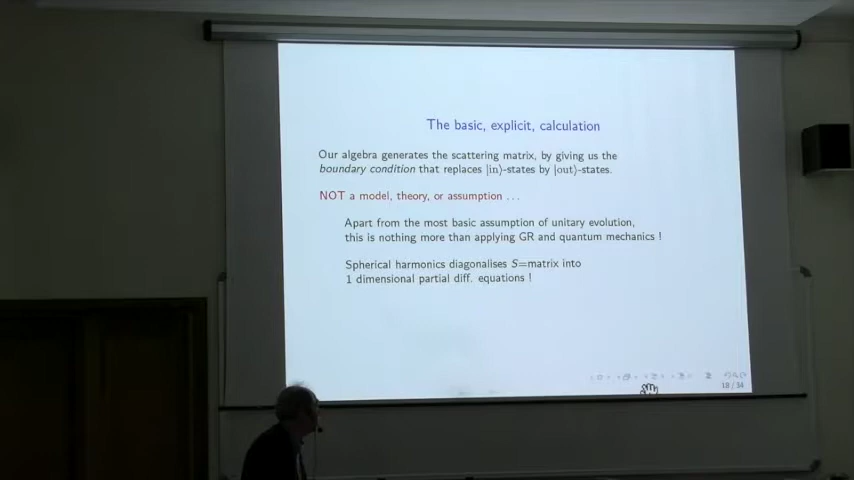 The basic, explicit, calculation
Our algebra generates the scattering matrix, by giving us the
boundary condition that replaces |in⟩-states by |out⟩-states.
NOT a model, theory, or assumption ...
Apart from the most basic assumption of unitary evolution,
this is nothing more than applying GR and quantum mechanics !
Spherical harmonics diagonalises S=matrix into
1 dimensional partial diff. equations !
18 / 34